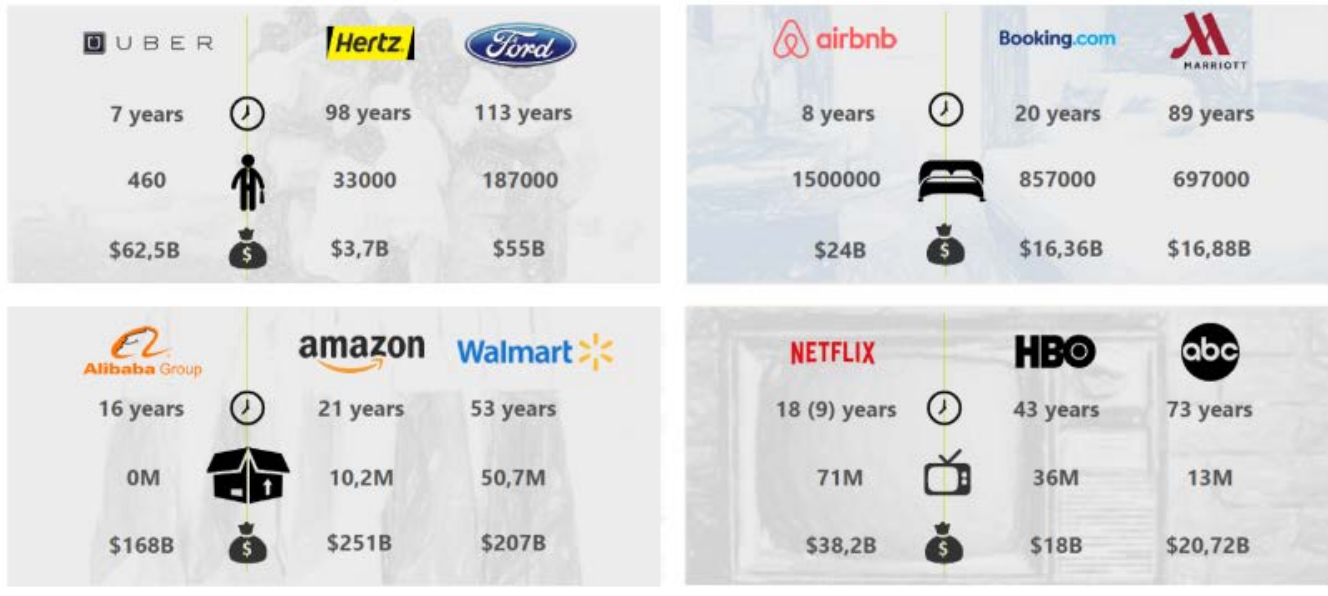 UBER Hertz Ford
7 years 98 years 113 years
460 33000 187000
$62,5B $ $3,7B $55B
airbnb Booking.com MARRIOTT
8 years 20 years 89 years
1500000 857000 697000
$24B $ $16,36B $16,88B
Alibaba Group amazon Walmart
16 years 21 years 53 years
0M 10,2M 50,7M
$168B $ $251B $207B
NETFLIX HBO abc
18 (9) years 43 years 73 years
71M 36M 13M
$38,2B $ $18B $20,72B